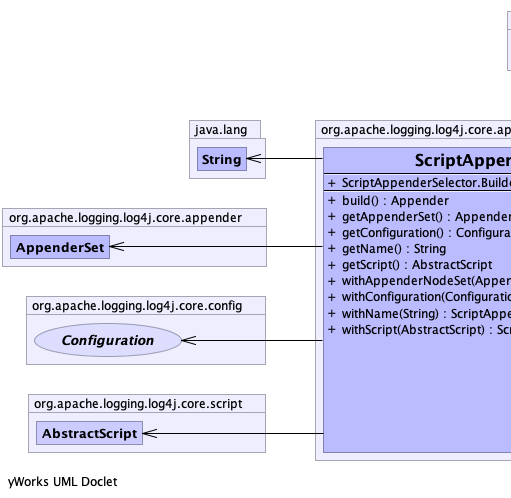 java.lang
String
org.apache.logging.log4j.core.appender
AppenderSet
org.apache.logging.log4j.core.config
Configuration
org.apache.logging.log4j.core.script
AbstractScript
org.apache.logging.log4j.core.ap
ScriptAppen
+ ScriptAppenderSelector.Builde
+ build() : Appender
+ getAppenderSet() : Appender
+ getConfiguration() : Configura
+ getName() : String
+ getScript() : AbstractScript
+ withAppenderNodeSet(Appen
+ withConfiguration(Configuratio
+ withName(String) : ScriptAppe
+ withScript(AbstractScript) : Sc
yWorks UML Doclet